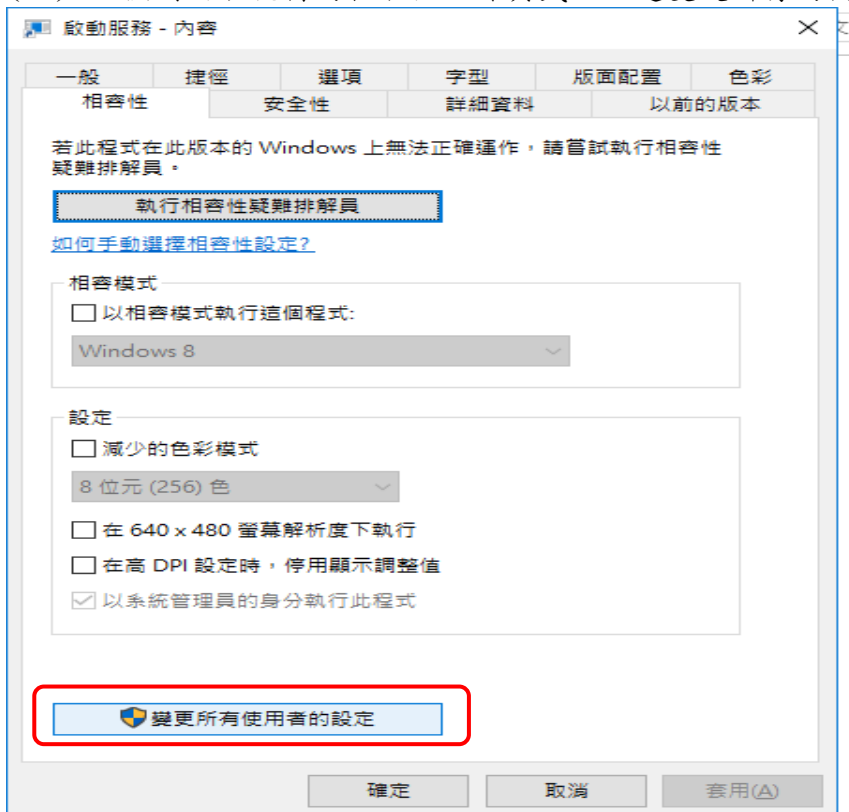 啟動服務 - 內容
一般 捷徑 選項 字型 版面配置 色彩
相容性 安全性 詳細資料 以前的版本
若此程式在此版本的 Windows 上無法正確運作，請嘗試執行相容性
疑難排解員。
執行相容性疑難排解員
如何手動選擇相容性設定?
相容模式
以相容模式執行這個程式:
Windows 8
設定
減少的色彩模式
8 位元 (256) 色
在 640 x 480 螢幕解析度下執行
在高 DPI 設定時，停用顯示調整值
以系統管理員的身分執行此程式
變更所有使用者的設定
確定 取消 套用(A)